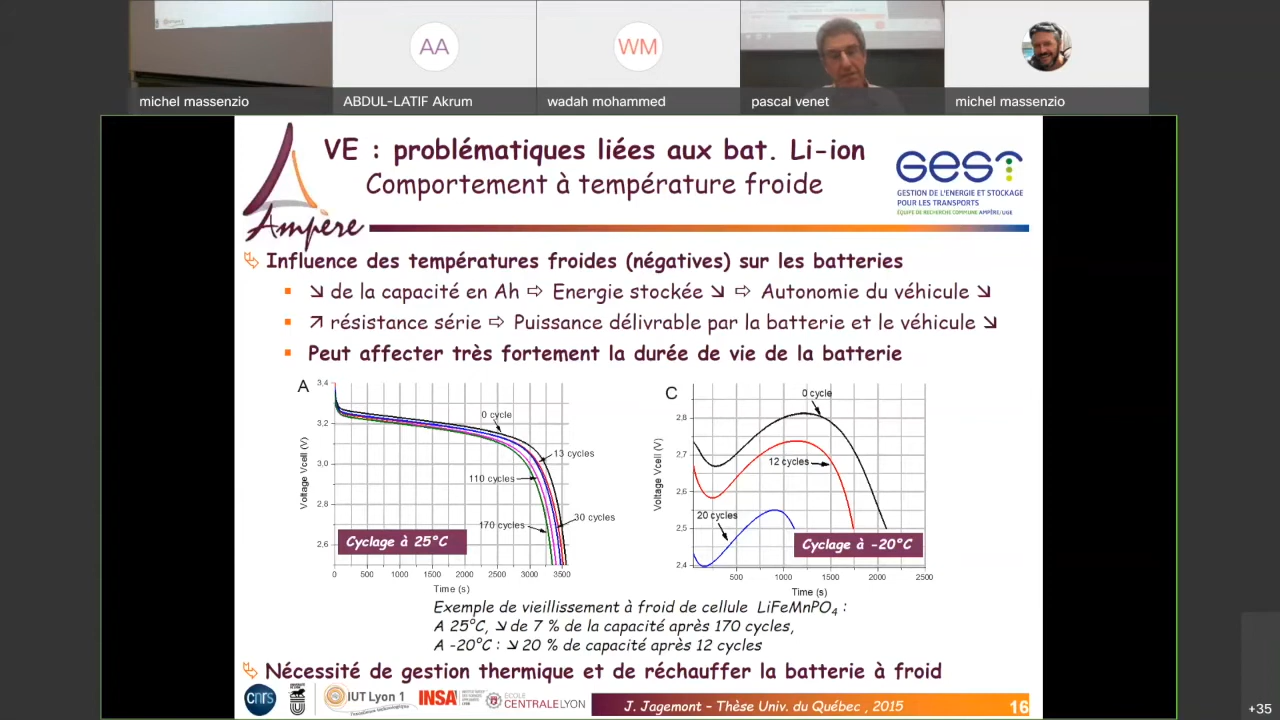 AA
WM
michel massenzio
ABDUL-LATIF Akrum
wadah mohammed
pascal venet
michel massenzio
VE : problématiques liées aux bat. Li-ion
Comportement à température froide
Ampère
GEST
GESTION DE L'ENERGIE ET STOCKAGE
POUR LES TRANSPORTS
ÉQUIPE DE RECHERCHE COMMUNE AMPÈRE/UGE
Influence des températures froides (négatives) sur les batteries
↘ de la capacité en Ah ⇨ Energie stockée ↘ ⇨ Autonomie du véhicule ↘
↗ résistance série ⇨ Puissance délivrable par la batterie et le véhicule ↘
Peut affecter très fortement la durée de vie de la batterie
A
3,4
3,2
3,0
2,8
2,6
Voltage Vcell (V)
0 cycle
13 cycles
110 cycles
30 cycles
170 cycles
Cyclage à 25°C
0 500 1000 1500 2000 2500 3000 3500
Time (s)
C
2,8
2,7
2,6
2,5
2,4
Voltage Vcell (V)
0 cycle
12 cycles
20 cycles
Cyclage à -20°C
500 1000 1500 2000 2500
Time (s)
Exemple de vieillissement à froid de cellule LiFeMnPO₄ :
A 25°C, ↘ de 7 % de la capacité après 170 cycles,
A -20°C : ↘ 20 % de capacité après 12 cycles
Nécessité de gestion thermique et de réchauffer la batterie à froid
cnrs
IUT Lyon 1
INSA
ÉCOLE
CENTRALELYON
J. Jagemont – Thèse Univ. du Québec , 2015
16
+35